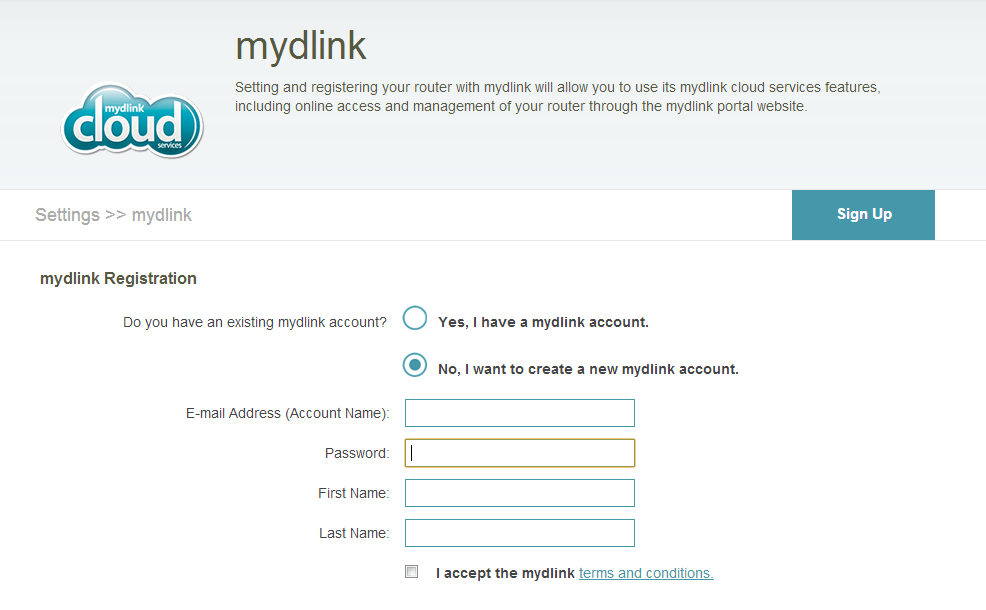 mydlink
Setting and registering your router with mydlink will allow you to use its mydlink cloud services features,
including online access and management of your router through the mydlink portal website.
mydlink
cloud
services
Settings >> mydlink
Sign Up
mydlink Registration
Do you have an existing mydlink account?
Yes, I have a mydlink account.
No, I want to create a new mydlink account.
E-mail Address (Account Name):
Password:
First Name:
Last Name:
I accept the mydlink terms and conditions.